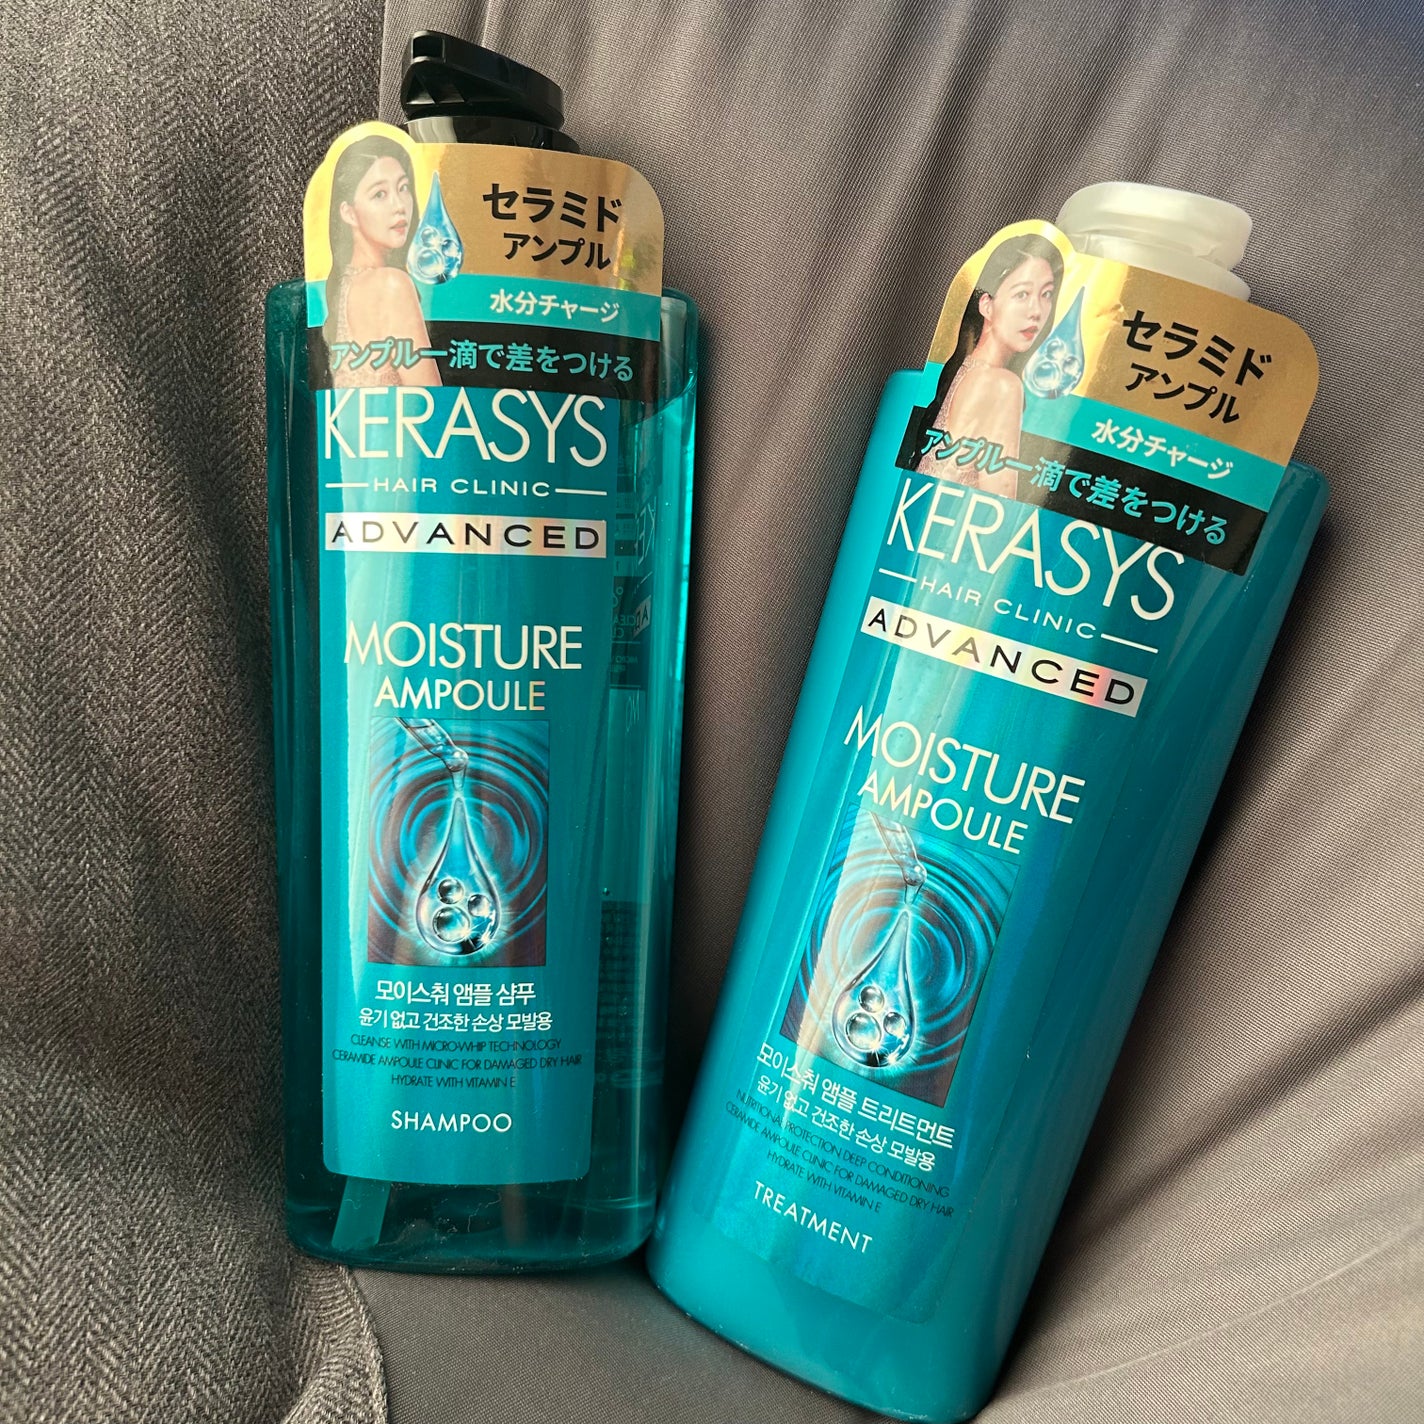 セラミド
アンプル
水分チャージ
アンプル一滴で差をつける
KERASYS
HAIR CLINIC
ADVANCED
MOISTURE
AMPOULE
모이스춰 앰플 샴푸
윤기 없고 건조한 손상 모발용
CLEANSE WITH MICRO-WHIP TECHNOLOGY
CERAMIDE AMPOULE CLINIC FOR DAMAGED DRY HAIR
HYDRATE WITH VITAMIN E
SHAMPOO
セラミド
アンプル
水分チャージ
アンプル一滴で差をつける
KERASYS
HAIR CLINIC
ADVANCED
MOISTURE
AMPOULE
모이스춰 앰플 트리트먼트
윤기 없고 건조한 손상 모발용
NUTRITIONAL PROTECTION DEEP CONDITIONING
CERAMIDE AMPOULE CLINIC FOR DAMAGED DRY HAIR
HYDRATE WITH VITAMIN E
TREATMENT